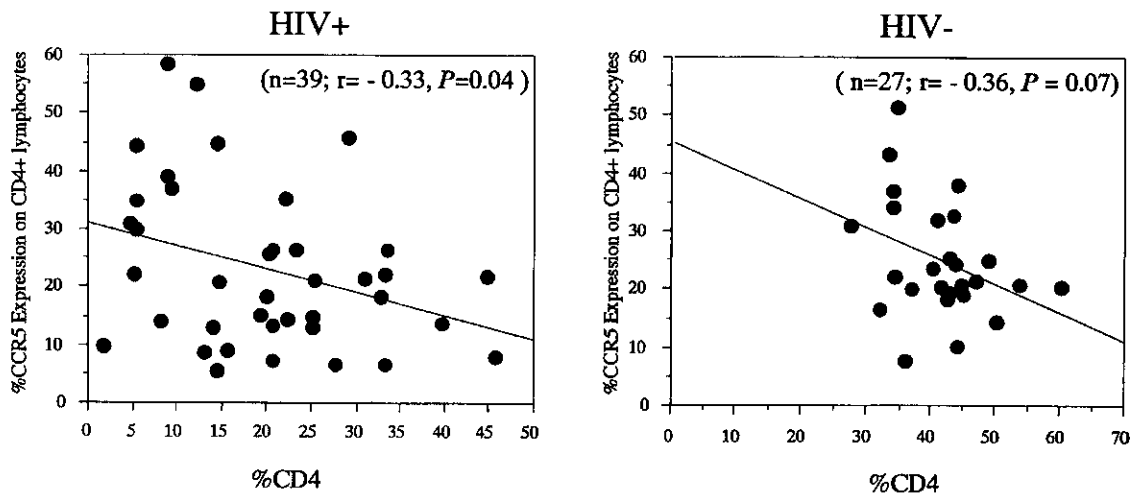 HIV+
%CCR5 Expression on CD4+ lymphocytes
60
50
40
30
20
10
0
(n=39; r= - 0.33, P=0.04 )
0 5 10 15 20 25 30 35 40 45 50
%CD4
HIV-
%CCR5 Expression on CD4+ lymphocytes
60
50
40
30
20
10
0
( n=27; r= - 0.36, P = 0.07)
0 10 20 30 40 50 60 70
%CD4